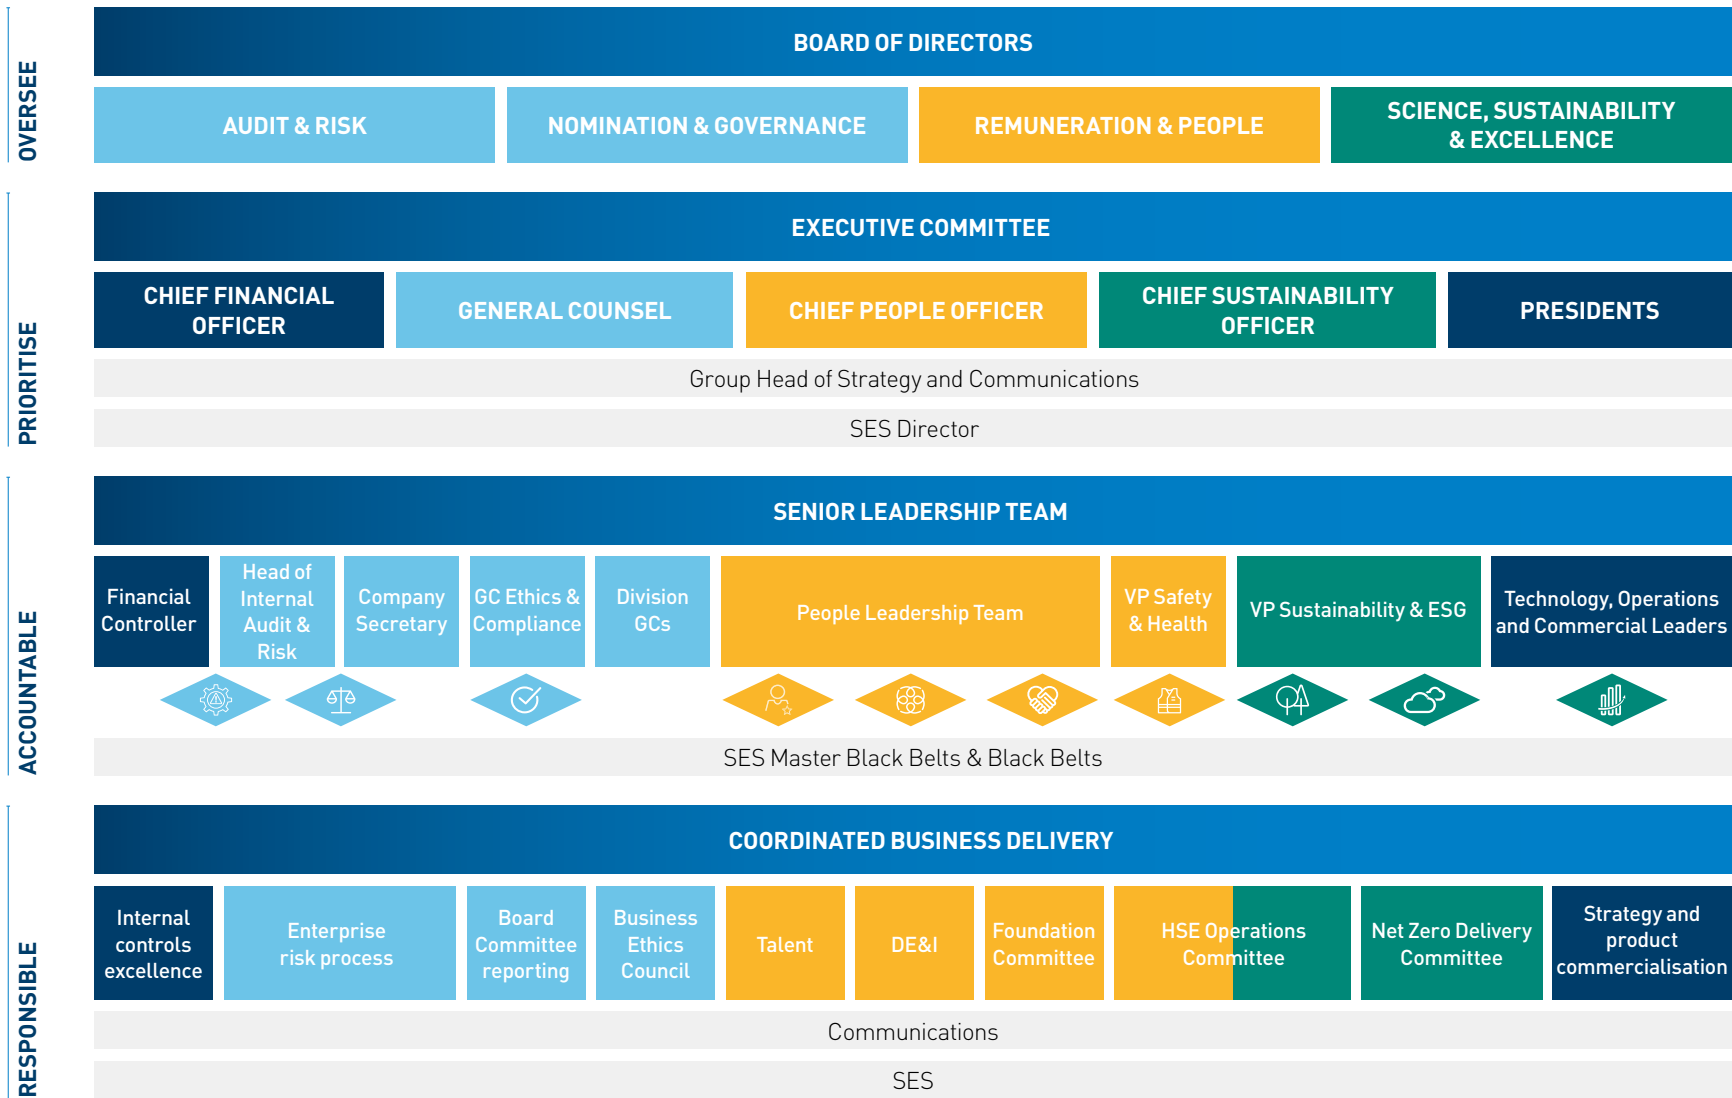 OVERSEE
BOARD OF DIRECTORS
AUDIT & RISK
NOMINATION & GOVERNANCE
REMUNERATION & PEOPLE
SCIENCE, SUSTAINABILITY
& EXCELLENCE
PRIORITISE
EXECUTIVE COMMITTEE
CHIEF FINANCIAL
OFFICER
GENERAL COUNSEL
CHIEF PEOPLE OFFICER
CHIEF SUSTAINABILITY
OFFICER
PRESIDENTS
Group Head of Strategy and Communications
SES Director
ACCOUNTABLE
SENIOR LEADERSHIP TEAM
Financial
Controller
Head of
Internal
Audit &
Risk
Company
Secretary
GC Ethics &
Compliance
Division
GCs
People Leadership Team
VP Safety
& Health
VP Sustainability & ESG
Technology, Operations
and Commercial Leaders
SES Master Black Belts & Black Belts
RESPONSIBLE
COORDINATED BUSINESS DELIVERY
Internal
controls
excellence
Enterprise
risk process
Board
Committee
reporting
Business
Ethics
Council
Talent
DE&I
Foundation
Committee
HSE Operations
Committee
Net Zero Delivery
Committee
Strategy and
product
commercialisation
Communications
SES